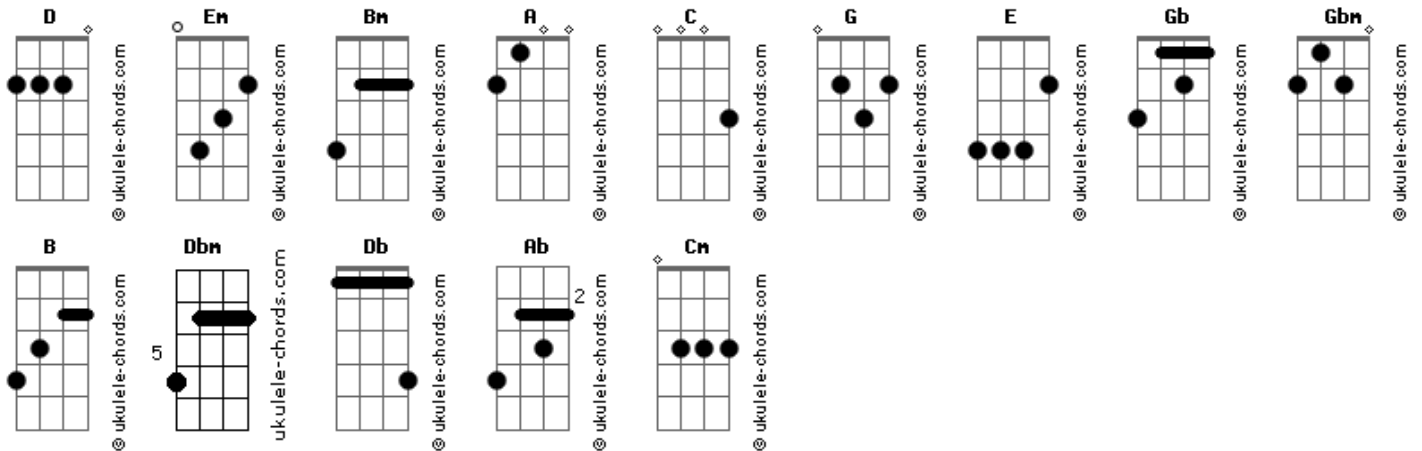 D Em Bm A C G E Gb Gbm
© ukulele-chords.com © ukulele-chords.com © ukulele-chords.com © ukulele-chords.com © ukulele-chords.com © ukulele-chords.com © ukulele-chords.com © ukulele-chords.com © ukulele-chords.com
B Dbm Db Ab Cm
2
5
© ukulele-chords.com ukulele-chords.com © ukulele-chords.com © ukulele-chords.com © ukulele-chords.com